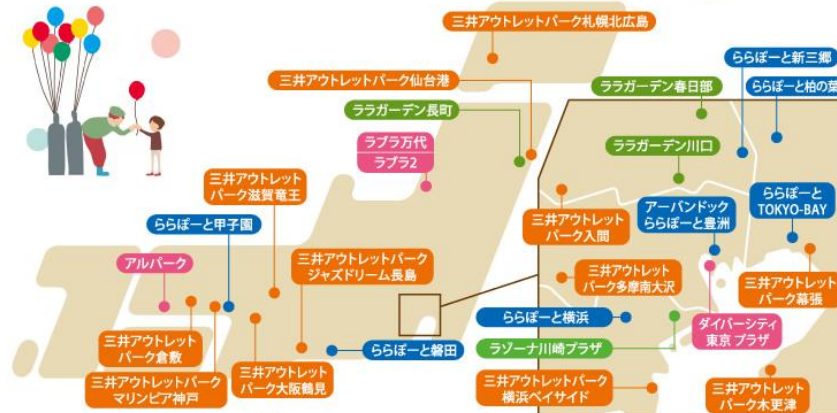 三井アウトレットパーク札幌北広島
三井アウトレットパーク仙台港
ララガーデン長町
ラブラ万代
ラブラ2
三井アウトレット
パーク滋賀竜王
ららぽーと甲子園
アルパーク
三井アウトレットパーク
ジャズドリーム長島
三井アウトレット
パーク倉敷
三井アウトレットパーク
マリンピア神戸
三井アウトレット
パーク大阪鶴見
ららぽーと磐田
ららぽーと新三郷
ララガーデン春日部
ららぽーと柏の葉
ララガーデン川口
三井アウトレット
パーク入間
アーバンドック
ららぽーと豊洲
ららぽーと
TOKYO-BAY
三井アウトレット
パーク多摩南大沢
三井アウトレット
パーク幕張
ららぽーと横浜
ダイバーシティ
東京 プラザ
ラゾーナ川崎プラザ
三井アウトレットパーク
横浜ベイサイド
三井アウトレット
パーク木更津